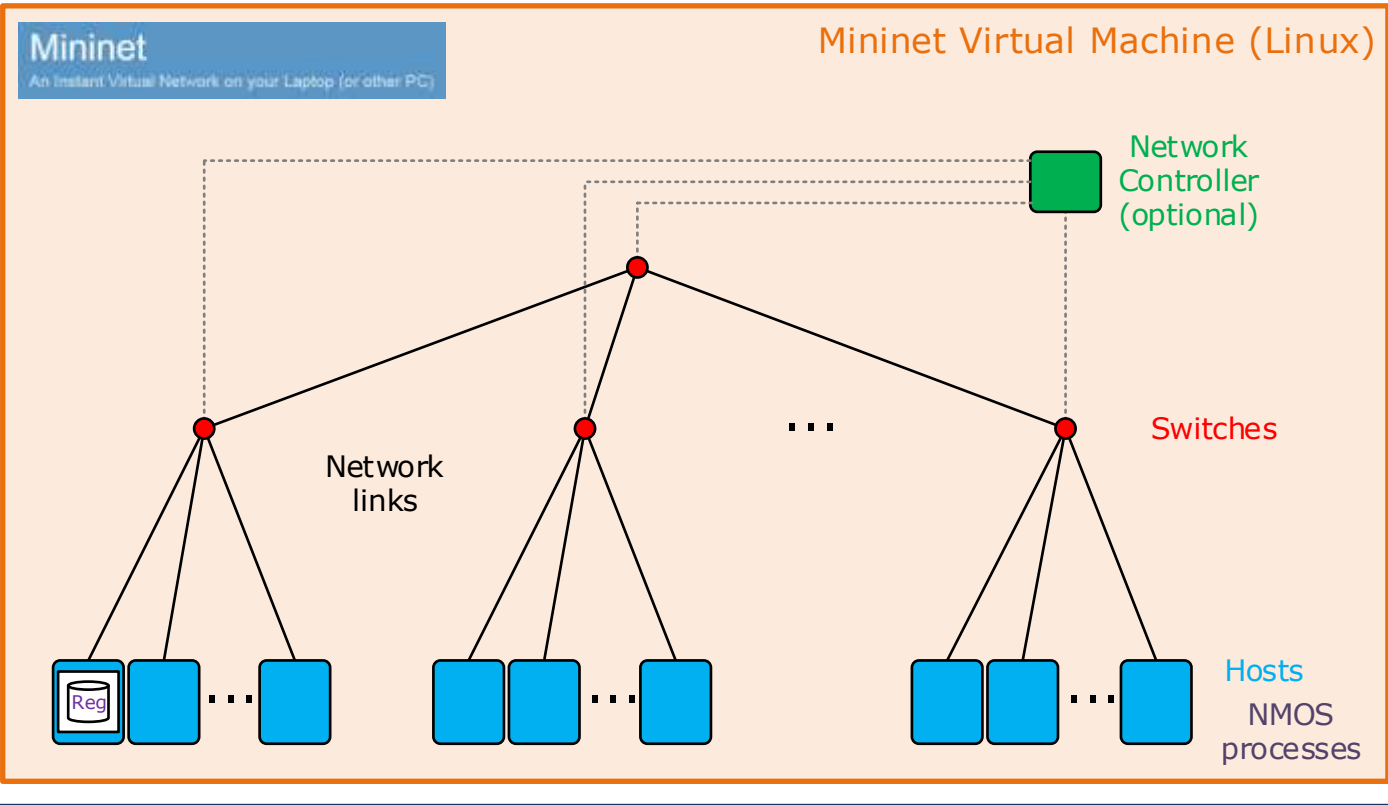 Mininet
An Instant Virtual Network on your Laptop (or other PC)
Mininet Virtual Machine (Linux)
Network
Controller
(optional)
Switches
Network
links
Hosts
Reg
NMOS
processes